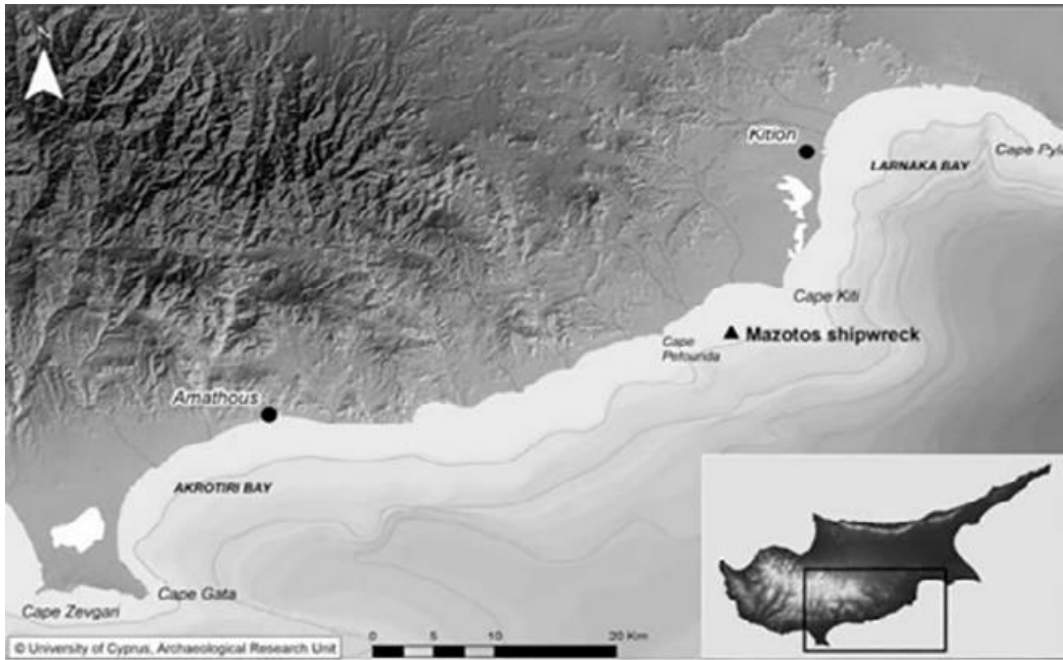 N
Kition
Cape Pyla
LARNAKA BAY
Cape Kiti
Mazotos shipwreck
Cape
Petounda
Amathous
AKROTIRI BAY
Cape Gata
Cape Zevgari
0 5 10 20 Km
© University of Cyprus, Archaeological Research Unit